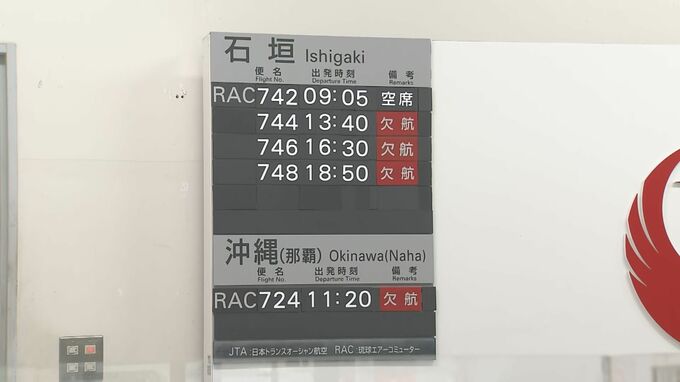 石垣 Ishigaki
便名 出発時刻 備考
Flight No. Departure Time Remarks
RAC 742 09:05 空席
744 13:40 欠航
746 16:30 欠航
748 18:50 欠航
沖縄(那覇) Okinawa(Naha)
便名 出発時刻 備考
Flight No. Departure Time Remarks
RAC 724 11:20 欠航
JTA:日本トランスオーシャン航空 RAC:琉球エアーコミューター